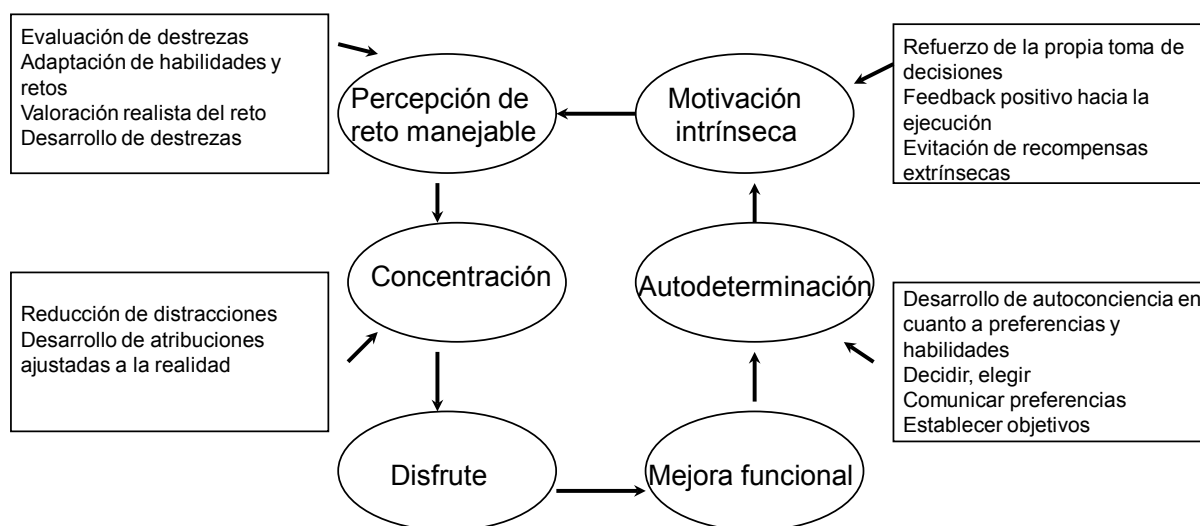 Evaluación de destrezas
Adaptación de habilidades y
retos
Valoración realista del reto
Desarrollo de destrezas
Percepción de
reto manejable
Motivación
intrínseca
Refuerzo de la propia toma de
decisiones
Feedback positivo hacia la
ejecución
Evitación de recompensas
extrínsecas
Reducción de distracciones
Desarrollo de atribuciones
ajustadas a la realidad
Concentración
Autodeterminación
Desarrollo de autoconciencia en
cuanto a preferencias y
habilidades
Decidir, elegir
Comunicar preferencias
Establecer objetivos
Disfrute
Mejora funcional